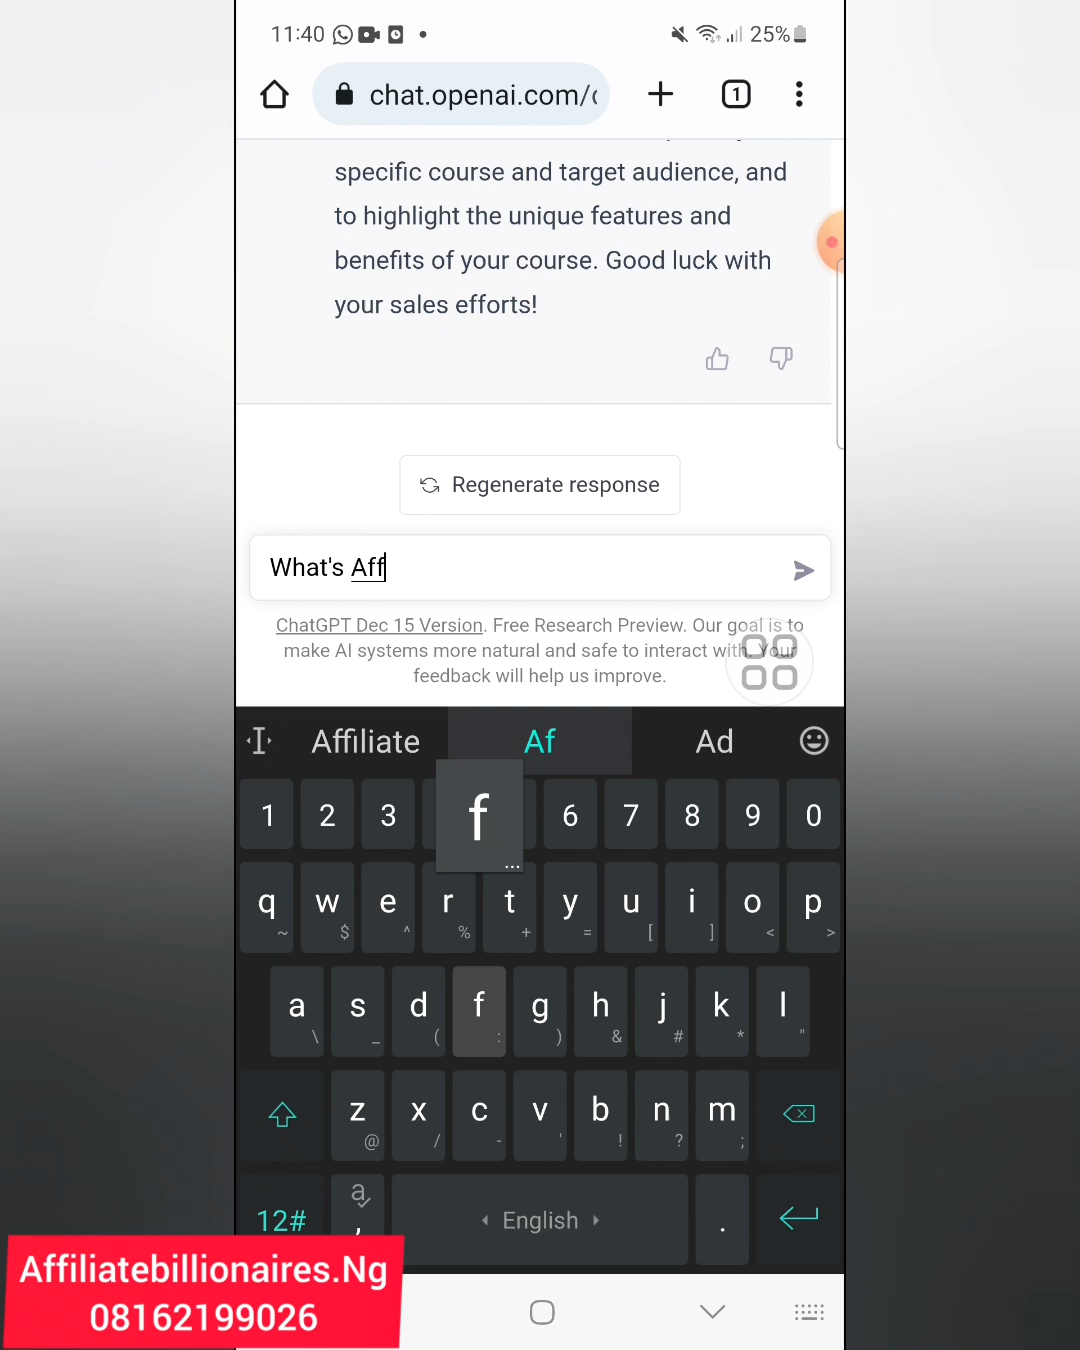 11:40
25%
chat.openai.com/
1
specific course and target audience, and
to highlight the unique features and
benefits of your course. Good luck with
your sales efforts!
Regenerate response
What's Aff
ChatGPT Dec 15 Version. Free Research Preview. Our goal is to
make AI systems more natural and safe to interact with. Your
feedback will help us improve.
Affiliate Af Ad
f
...
1 2 3 6 7 8 9 0
q w e r t y u i o p
~ $ ^ % + = [ ] < >
a s d f g h j k l
\ _ ( : ) & # * "
z x c v b n m
@ / - ' ! ? ;
12# a , English .
Affiliatebillionaires.Ng
08162199026